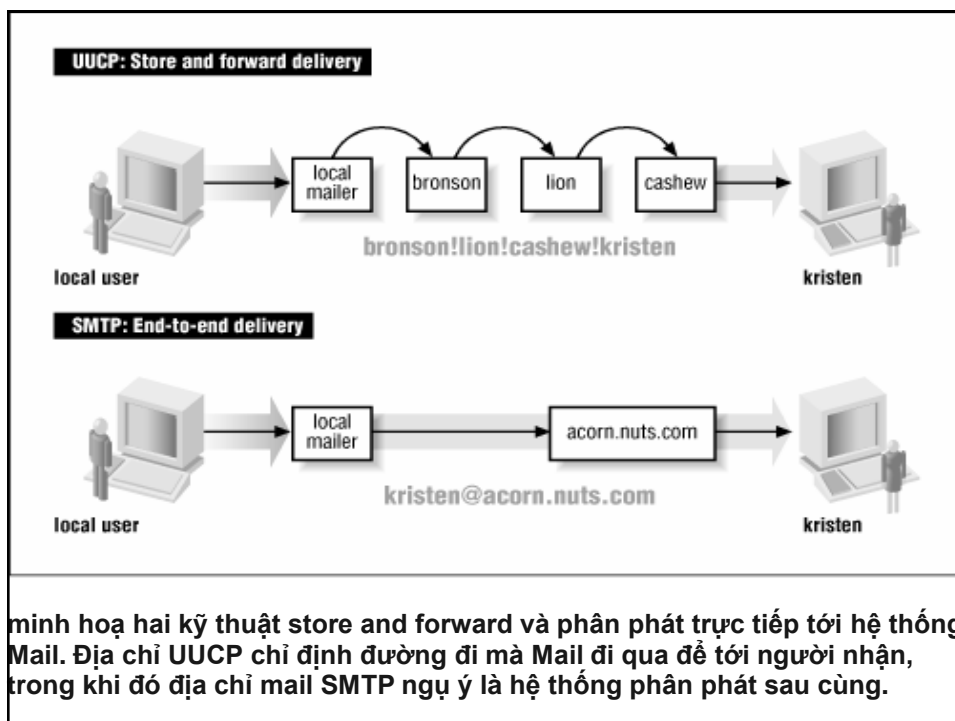 UUCP: Store and forward delivery
local
mailer
bronson
lion
cashew
bronson!lion!cashew!kristen
local user
kristen
SMTP: End-to-end delivery
local
mailer
acorn.nuts.com
kristen@acorn.nuts.com
local user
kristen
minh hoạ hai kỹ thuật store and forward và phân phát trực tiếp tới hệ thống
Mail. Địa chỉ UUCP chỉ định đường đi mà Mail đi qua để tới người nhận,
trong khi đó địa chỉ mail SMTP ngụ ý là hệ thống phân phát sau cùng.